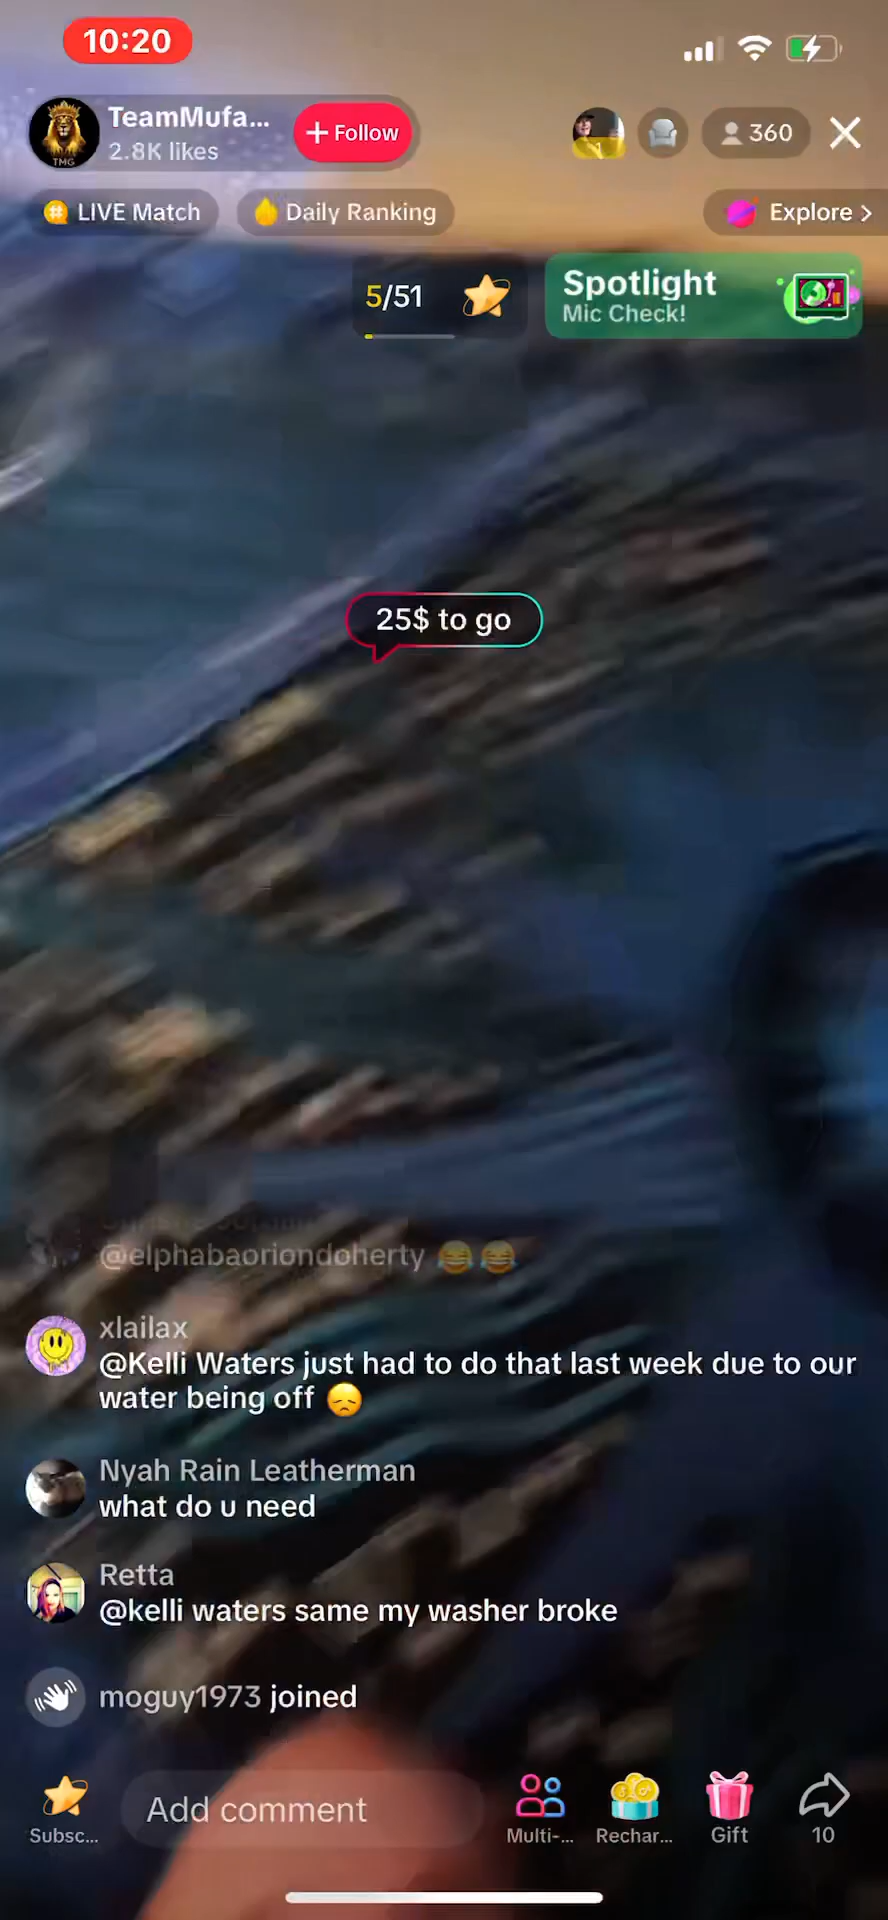 10:20
TeamMufa...
2.8K likes
+ Follow
360
TMG
LIVE Match
Daily Ranking
Explore >
5/51
Spotlight
Mic Check!
25$ to go
@elphabaoriondoherty 😂😂
xlailax
@Kelli Waters just had to do that last week due to our
water being off 😞
Nyah Rain Leatherman
what do u need
Retta
@kelli waters same my washer broke
moguy1973 joined
Add comment
Subsc...
Multi-...
Rechar...
Gift
10